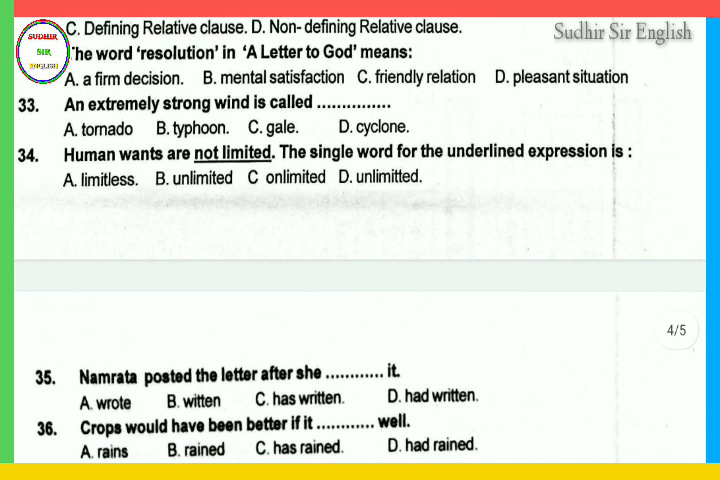 C. Defining Relative clause. D. Non- defining Relative clause.
Sudhir Sir English
SUDHIR
SIR
ENGLISH
he word ‘resolution’ in ‘A Letter to God’ means:
A. a firm decision. B. mental satisfaction C. friendly relation D. pleasant situation
33. An extremely strong wind is called ...............
A. tornado B. typhoon. C. gale. D. cyclone.
34. Human wants are not limited. The single word for the underlined expression is :
A. limitless. B. unlimited C onlimited D. unlimitted.
4/5
35. Namrata posted the letter after she ............ it.
A. wrote B. witten C. has written. D. had written.
36. Crops would have been better if it ............ well.
A. rains B. rained C. has rained. D. had rained.